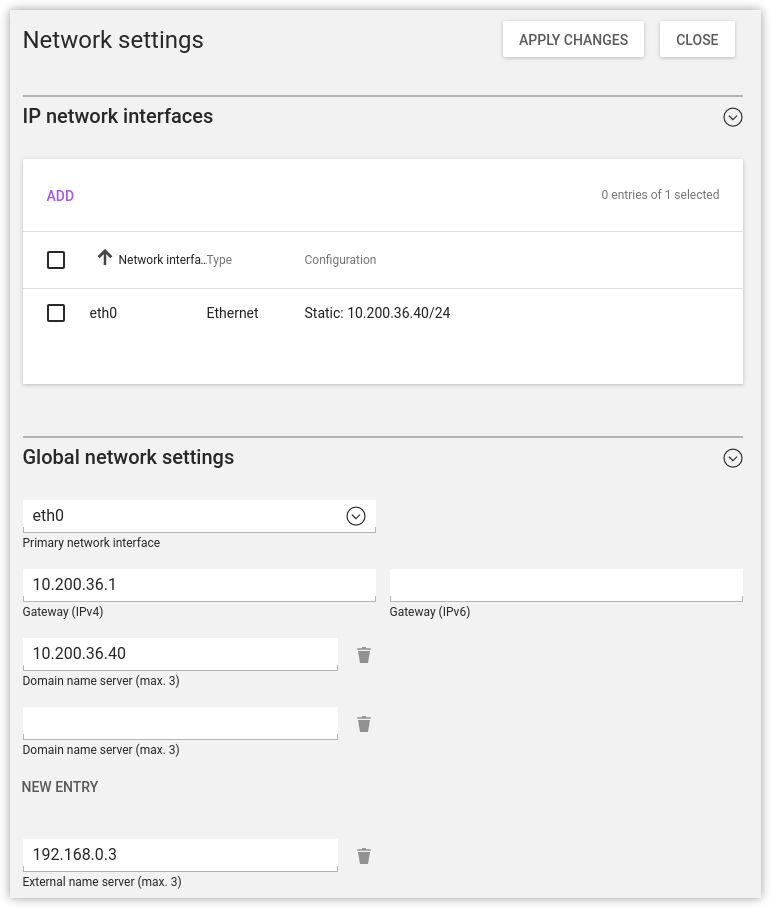 Network settings
APPLY CHANGES
CLOSE
IP network interfaces
ADD
0 entries of 1 selected
Network interfa... Type Configuration
eth0 Ethernet Static: 10.200.36.40/24
Global network settings
eth0
Primary network interface
10.200.36.1
Gateway (IPv4) Gateway (IPv6)
10.200.36.40
Domain name server (max. 3)
Domain name server (max. 3)
NEW ENTRY
192.168.0.3
External name server (max. 3)